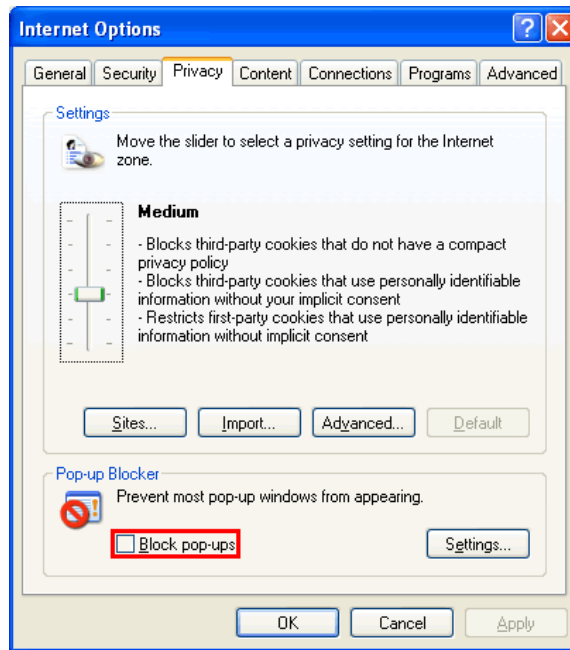 Internet Options
General Security Privacy Content Connections Programs Advanced
Settings
Move the slider to select a privacy setting for the Internet
zone.
Medium
- Blocks third-party cookies that do not have a compact
privacy policy
- Blocks third-party cookies that use personally identifiable
information without your implicit consent
- Restricts first-party cookies that use personally identifiable
information without implicit consent
Sites... Import... Advanced... Default
Pop-up Blocker
Prevent most pop-up windows from appearing.
Block pop-ups Settings...
OK Cancel Apply